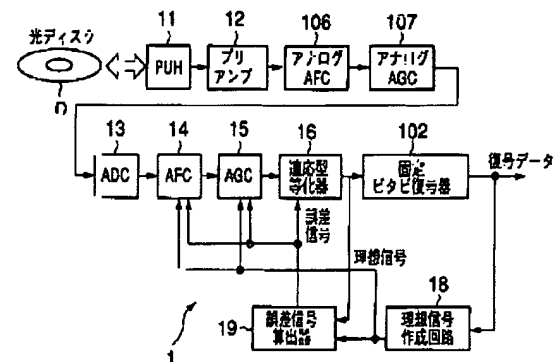 光ディスク
D
11
PUH
12
プリ
アンプ
106
アナログ
AFC
107
アナログ
AGC
13
ADC
14
AFC
15
AGC
16
適応型
等化器
102
固定
ビタビ復号器
復号データ
誤差
信号
理想信号
18
理想信号
作成回路
19
誤差信号
算出器
1